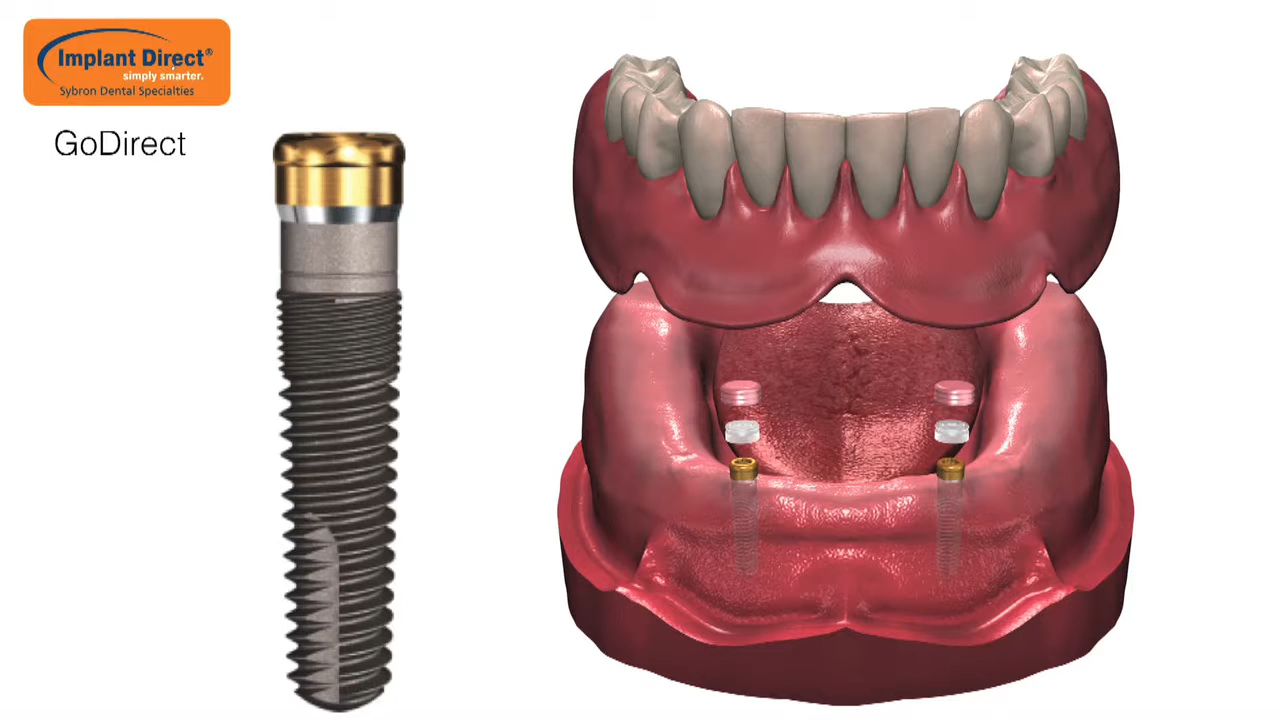 Implant Direct®
simply smarter.
Sybron Dental Specialties
GoDirect